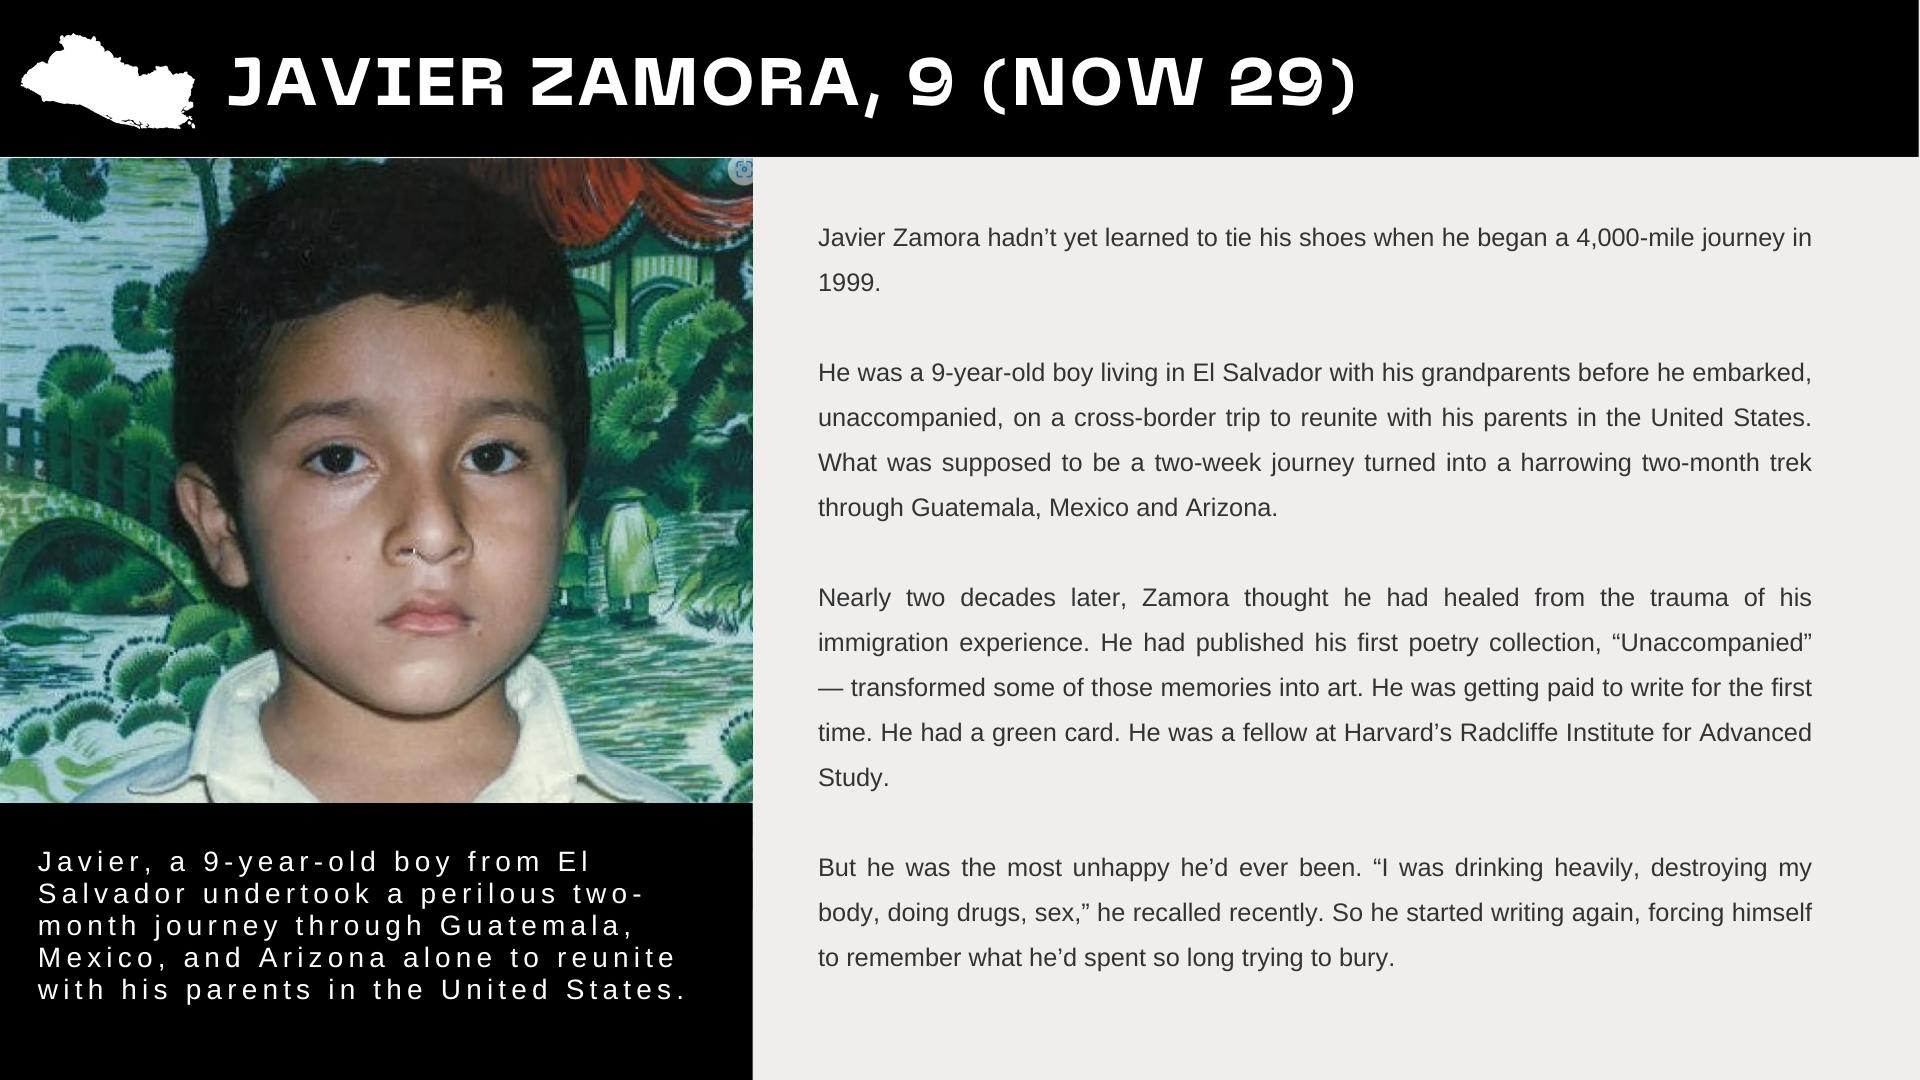 JAVIER ZAMORA, 9 (NOW 29)
Javier, a 9-year-old boy from El
Salvador undertook a perilous two-
month journey through Guatemala,
Mexico, and Arizona alone to reunite
with his parents in the United States.
Javier Zamora hadn’t yet learned to tie his shoes when he began a 4,000-mile journey in
1999.
He was a 9-year-old boy living in El Salvador with his grandparents before he embarked,
unaccompanied, on a cross-border trip to reunite with his parents in the United States.
What was supposed to be a two-week journey turned into a harrowing two-month trek
through Guatemala, Mexico and Arizona.
Nearly two decades later, Zamora thought he had healed from the trauma of his
immigration experience. He had published his first poetry collection, “Unaccompanied”
— transformed some of those memories into art. He was getting paid to write for the first
time. He had a green card. He was a fellow at Harvard’s Radcliffe Institute for Advanced
Study.
But he was the most unhappy he’d ever been. “I was drinking heavily, destroying my
body, doing drugs, sex,” he recalled recently. So he started writing again, forcing himself
to remember what he’d spent so long trying to bury.